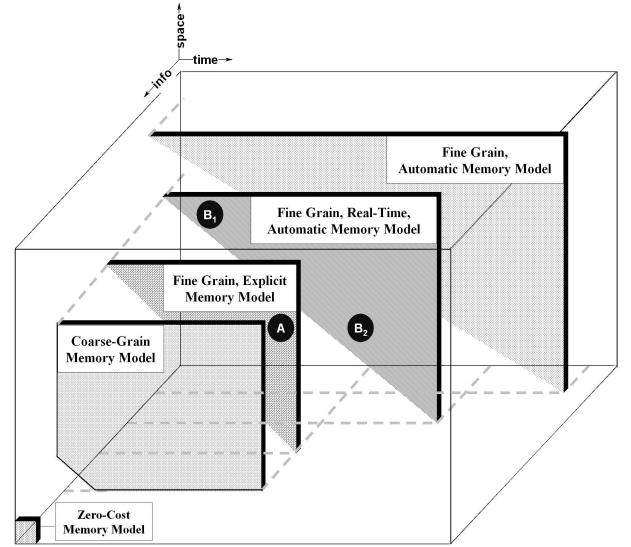 space
time
info
Fine Grain,
Automatic Memory Model
B1
Fine Grain, Real-Time,
Automatic Memory Model
Fine Grain, Explicit
Memory Model
A
B2
Coarse-Grain
Memory Model
Zero-Cost
Memory Model